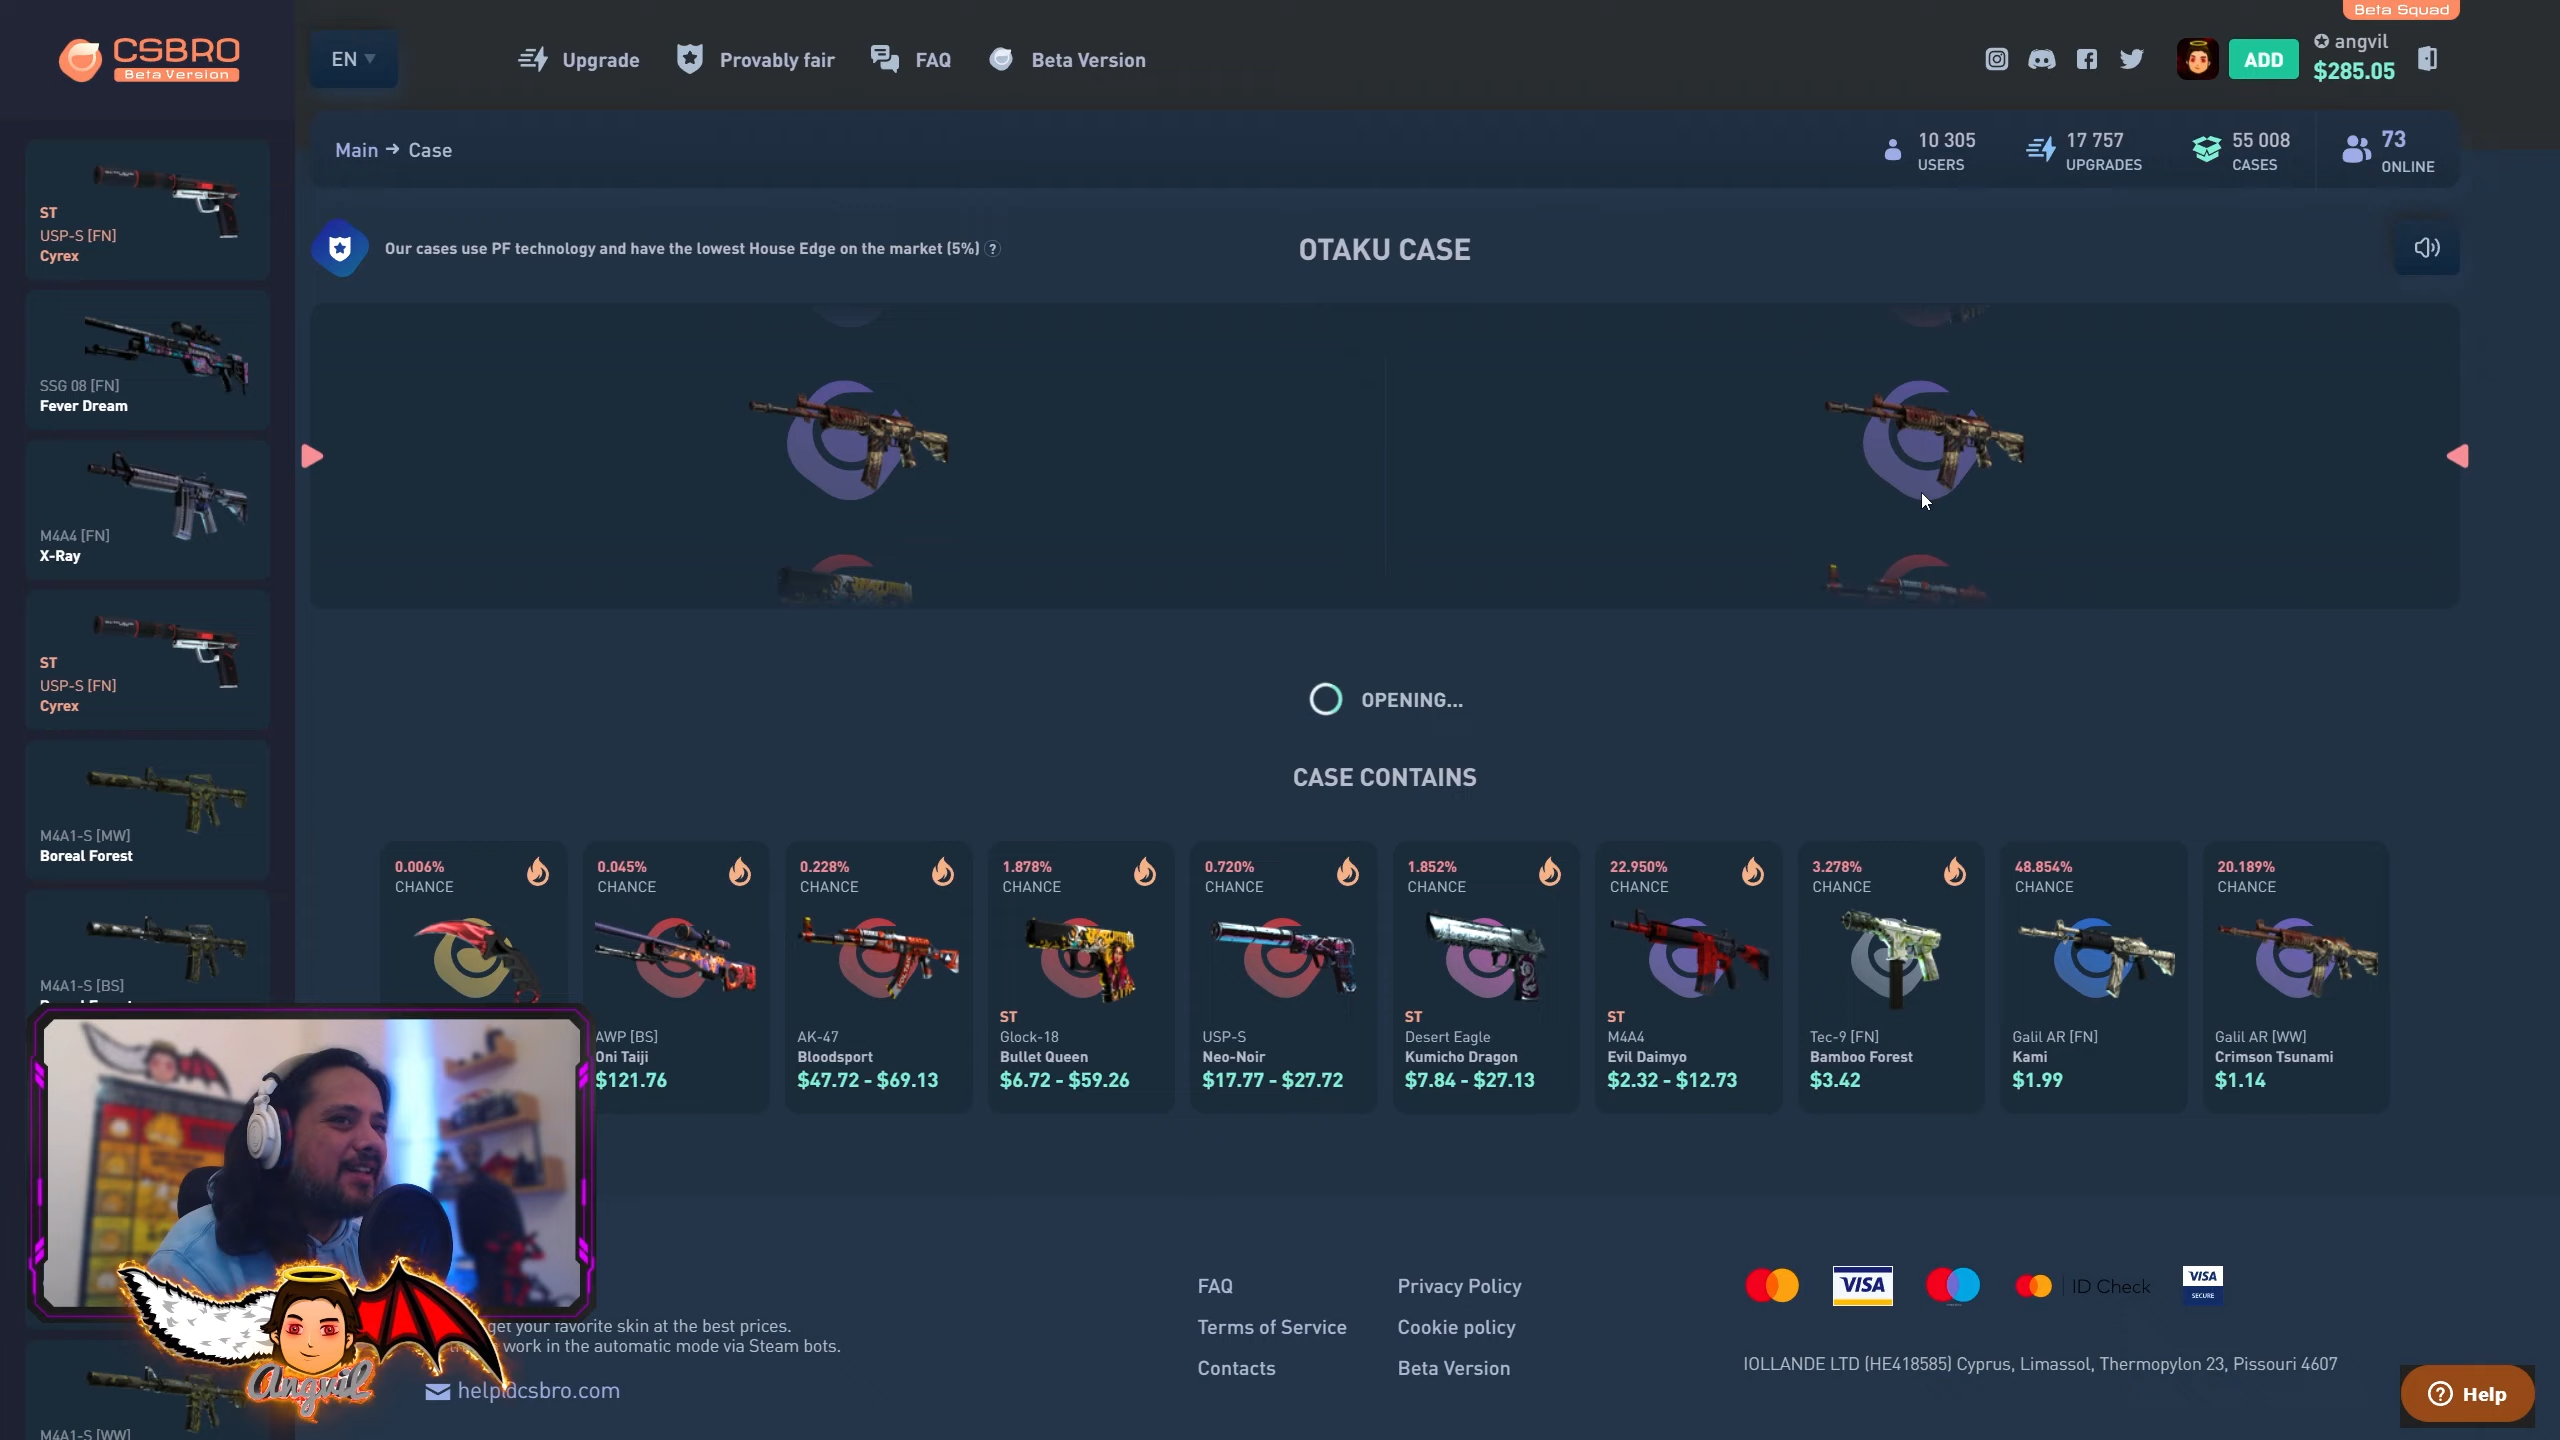 CSBRO
Beta Version
EN
Upgrade
Provably fair
FAQ
Beta Version
Beta Squad
ADD
angvil
$285.05
Main → Case
10 305
USERS
17 757
UPGRADES
55 008
CASES
73
ONLINE
Our cases use PF technology and have the lowest House Edge on the market (5%) ?
OTAKU CASE
ST
USP-S [FN]
Cyrex
SSG 08 [FN]
Fever Dream
M4A4 [FN]
X-Ray
ST
USP-S [FN]
Cyrex
M4A1-S [MW]
Boreal Forest
M4A1-S [BS]
M4A1-S [WW]
OPENING...
CASE CONTAINS
0.006%
CHANCE
0.045%
CHANCE
AWP [BS]
Oni Taiji
$121.76
0.228%
CHANCE
AK-47
Bloodsport
$47.72 - $69.13
1.878%
CHANCE
ST
Glock-18
Bullet Queen
$6.72 - $59.26
0.720%
CHANCE
USP-S
Neo-Noir
$17.77 - $27.72
1.852%
CHANCE
ST
Desert Eagle
Kumicho Dragon
$7.84 - $27.13
22.950%
CHANCE
ST
M4A4
Evil Daimyo
$2.32 - $12.73
3.278%
CHANCE
Tec-9 [FN]
Bamboo Forest
$3.42
48.854%
CHANCE
Galil AR [FN]
Kami
$1.99
20.189%
CHANCE
Galil AR [WW]
Crimson Tsunami
$1.14
Angvil
get your favorite skin at the best prices.
work in the automatic mode via Steam bots.
help@csbro.com
FAQ
Terms of Service
Contacts
Privacy Policy
Cookie policy
Beta Version
VISA
ID Check
VISA
SECURE
IOLLANDE LTD (HE418585) Cyprus, Limassol, Thermopylon 23, Pissouri 4607
Help